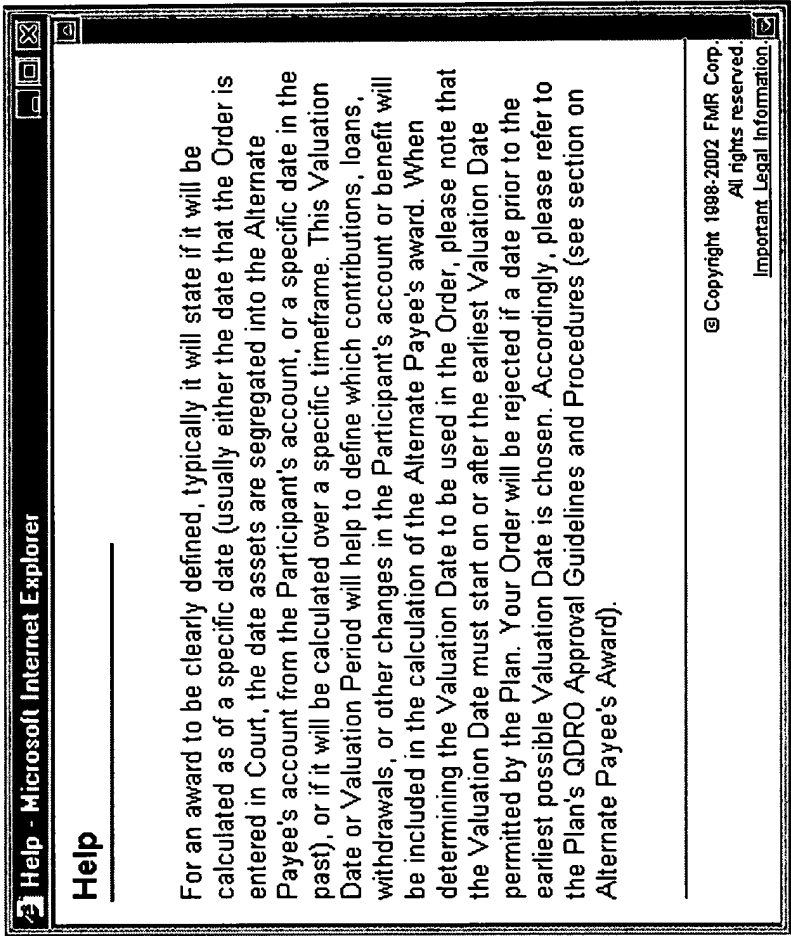 Help - Microsoft Internet Explorer
Help
For an award to be clearly defined, typically it will state if it will be
calculated as of a specific date (usually either the date that the Order is
entered in Court, the date assets are segregated into the Alternate
Payee's account from the Participant's account, or a specific date in the
past), or if it will be calculated over a specific timeframe. This Valuation
Date or Valuation Period will help to define which contributions, loans,
withdrawals, or other changes in the Participant's account or benefit will
be included in the calculation of the Alternate Payee's award. When
determining the Valuation Date to be used in the Order, please note that
the Valuation Date must start on or after the earliest Valuation Date
permitted by the Plan. Your Order will be rejected if a date prior to the
earliest possible Valuation Date is chosen. Accordingly, please refer to
the Plan's QDRO Approval Guidelines and Procedures (see section on
Alternate Payee's Award).
© Copyright 1998-2002 FMR Corp.
All rights reserved.
Important Legal Information.